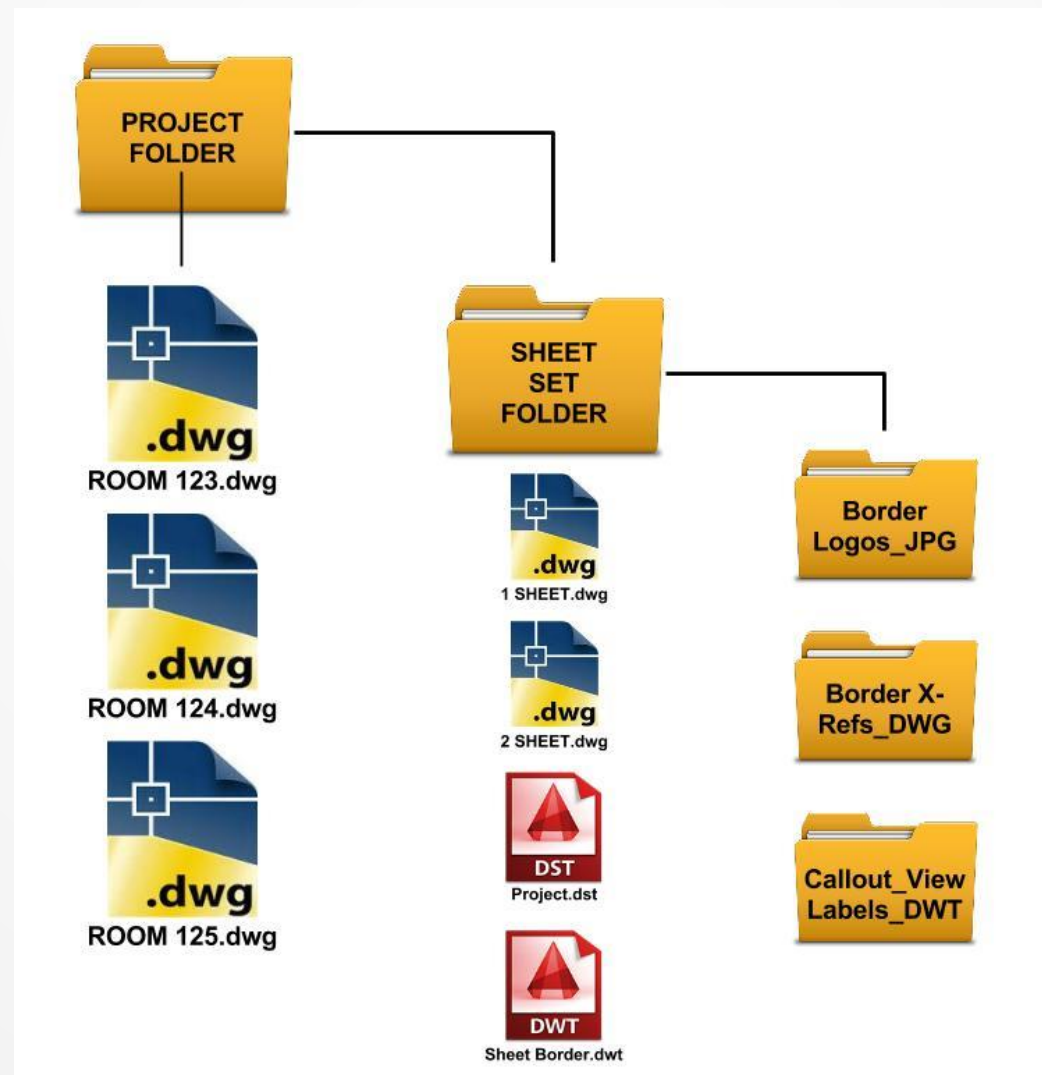 PROJECT
FOLDER
.dwg
ROOM 123.dwg
.dwg
ROOM 124.dwg
.dwg
ROOM 125.dwg
SHEET
SET
FOLDER
.dwg
1 SHEET.dwg
.dwg
2 SHEET.dwg
DST
Project.dst
DWT
Sheet Border.dwt
Border
Logos_JPG
Border X-
Refs_DWG
Callout_View
Labels_DWT